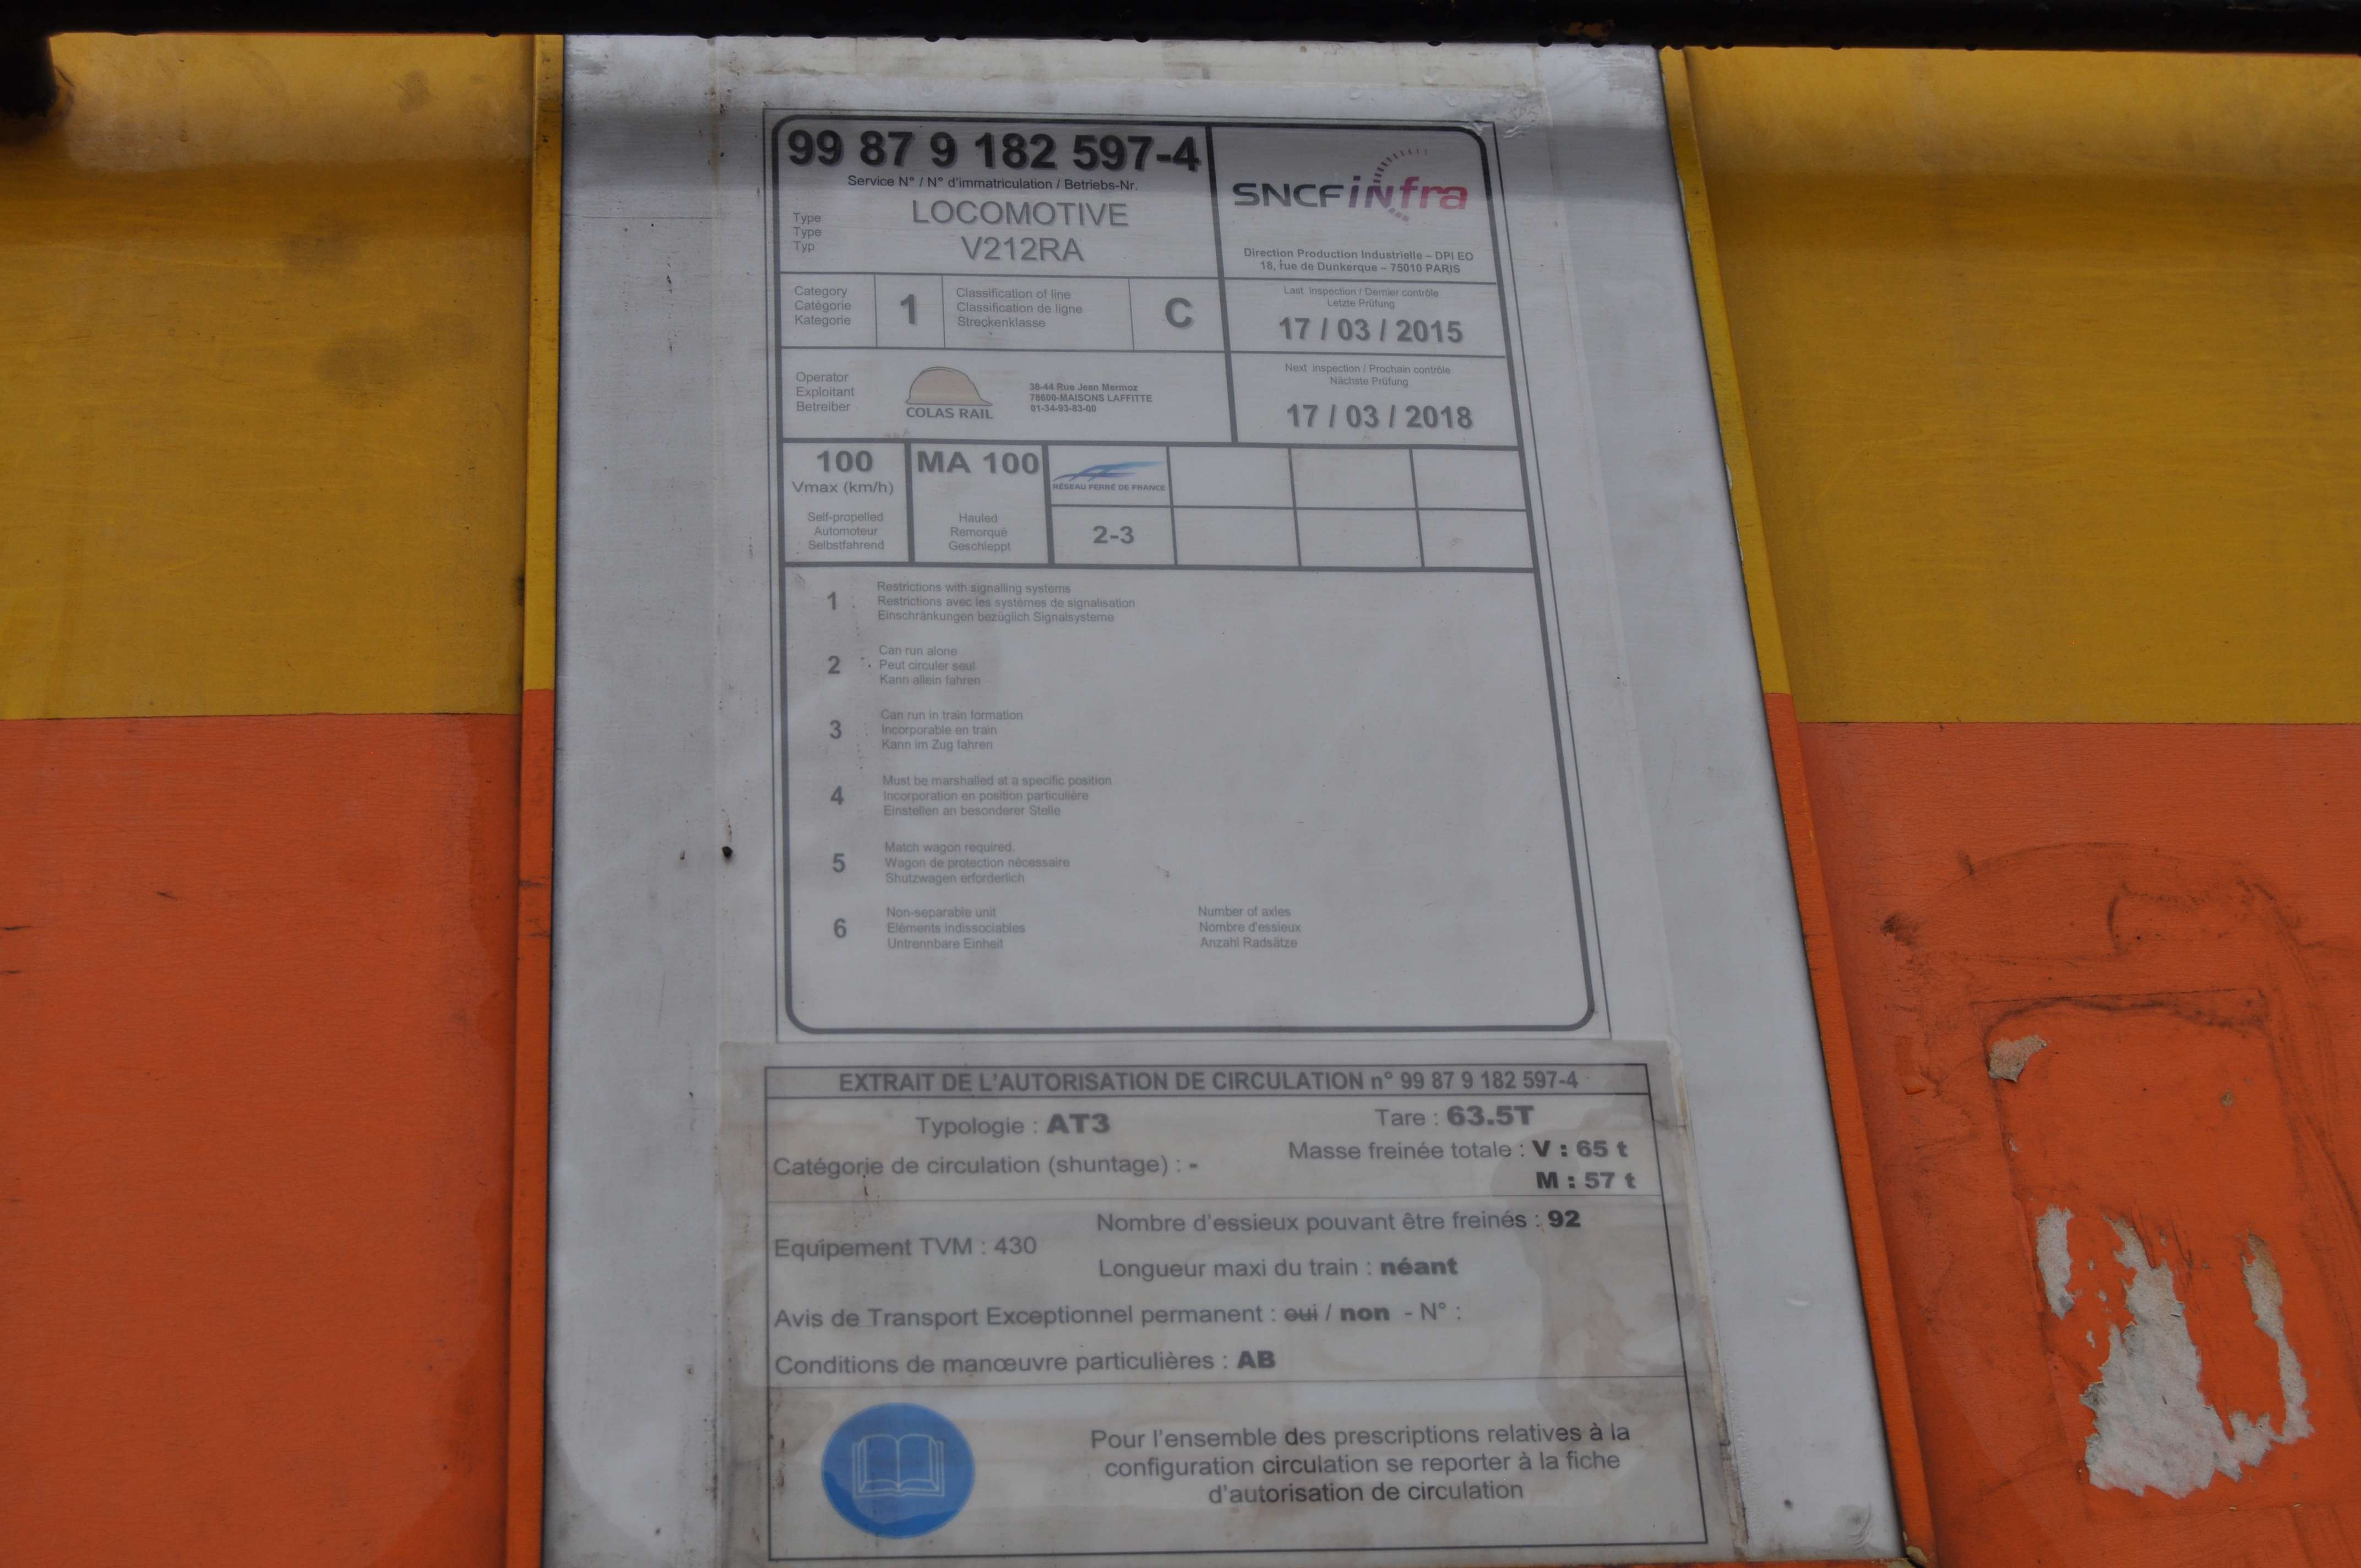 99 87 9 182 597-4
Service N° / N° d'immatriculation / Betriebs-Nr.
Type
Type
Typ
LOCOMOTIVE
V212RA
SNCF infra
Direction Production Industrielle – DPI EO
18, rue de Dunkerque – 75010 PARIS
Category
Catégorie
Kategorie
1
Classification of line
Classification de ligne
Streckenklasse
C
Last inspection / Dernier contrôle
Letzte Prüfung
17 / 03 / 2015
Operator
Exploitant
Betreiber
COLAS RAIL
38-44 Rue Jean Mermoz
78600-MAISONS LAFFITTE
01-34-93-83-00
Next inspection / Prochain contrôle
Nächste Prüfung
17 / 03 / 2018
100
Vmax (km/h)
Self-propelled
Automoteur
Selbstfahrend
MA 100
Hauled
Remorqué
Geschleppt
RÉSEAU FERRÉ DE FRANCE
2-3
1
Restrictions with signalling systems
Restrictions avec les systèmes de signalisation
Einschränkungen bezüglich Signalsysteme
2
Can run alone
Peut circuler seul
Kann allein fahren
3
Can run in train formation
Incorporable en train
Kann im Zug fahren
4
Must be marshalled at a specific position
Incorporation en position particulière
Einstellen an besonderer Stelle
5
Match wagon required.
Wagon de protection nécessaire
Shutzwagen erforderlich
6
Non-separable unit
Eléments indissociables
Untrennbare Einheit
Number of axles
Nombre d'essieux
Anzahl Radsätze
EXTRAIT DE L'AUTORISATION DE CIRCULATION n° 99 87 9 182 597-4
Typologie : AT3
Tare : 63.5T
Catégorie de circulation (shuntage) : -
Masse freinée totale : V : 65 t
M : 57 t
Equipement TVM : 430
Nombre d'essieux pouvant être freinés : 92
Longueur maxi du train : néant
Avis de Transport Exceptionnel permanent : oui / non - N° :
Conditions de manœuvre particulières : AB
Pour l'ensemble des prescriptions relatives à la
configuration circulation se reporter à la fiche
d'autorisation de circulation